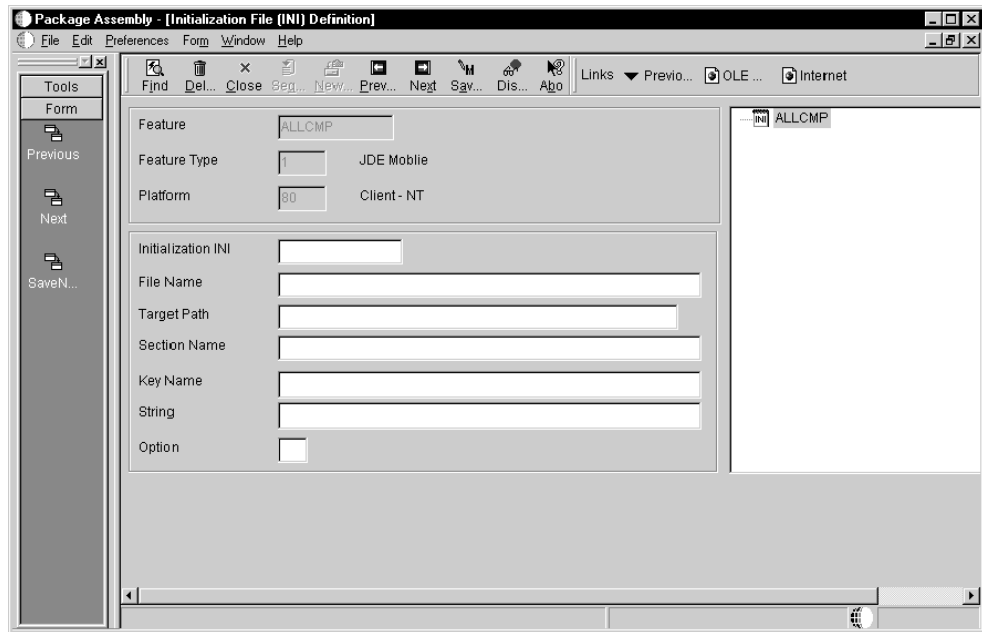 Package Assembly - [Initialization File (INI) Definition]
File Edit Preferences Form Window Help
Tools
Form
Previous
Next
SaveN...
Find Del... Close Seq... New... Prev... Next Sav... Dis... Abo Links Previo... OLE ... Internet
Feature ALLCMP
Feature Type 1 JDE Moblie
Platform 80 Client - NT
Initialization INI
File Name
Target Path
Section Name
Key Name
String
Option
INI ALLCMP